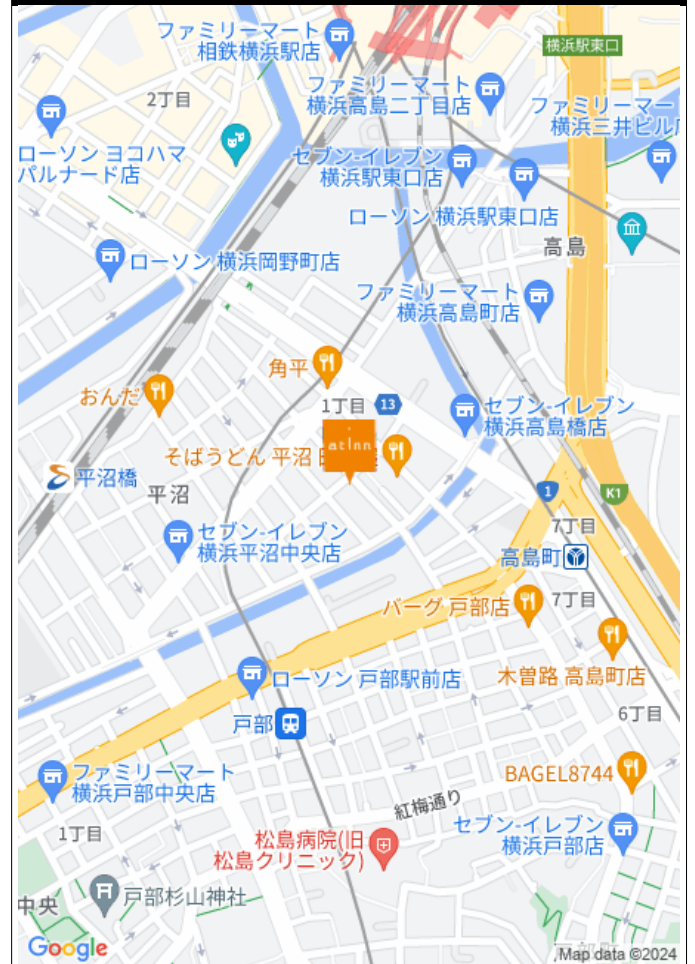 ファミリーマート
相鉄横浜駅店
横浜駅東口
2丁目
ファミリーマート
横浜高島二丁目店
ファミリーマー
横浜三井ビル
ローソン ヨコハマ
パルナード店
セブン-イレブン
横浜駅東口店
ローソン 横浜駅東口店
高島
ローソン 横浜岡野町店
ファミリーマート
横浜高島町店
角平
おんだ
1丁目
13
セブン-イレブン
横浜高島橋店
at inn
そばうどん 平沼
平沼橋
平沼
1
K1
セブン-イレブン
横浜平沼中央店
7丁目
高島町
バーグ 戸部店
7丁目
木曽路 高島町店
ローソン 戸部駅前店
6丁目
戸部
ファミリーマート
横浜戸部中央店
BAGEL8744
紅梅通り
1丁目
セブン-イレブン
横浜戸部店
松島病院(旧
松島クリニック)
中央
戸部杉山神社
Google
Map data ©2024